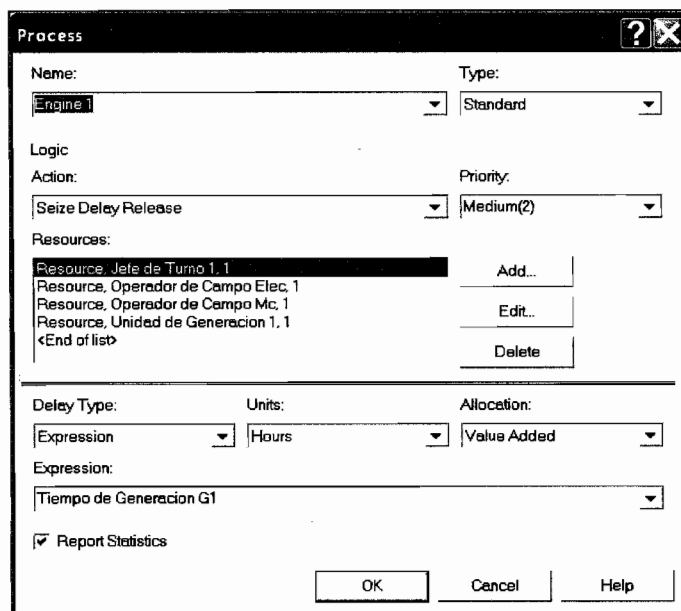 Process
Name: Type:
Engine 1 Standard
Logic
Action: Priority:
Seize Delay Release Medium(2)
Resources:
Resource, Jefe de Turno 1, 1
Resource, Operador de Campo Elec, 1
Resource, Operador de Campo Mc, 1
Resource, Unidad de Generacion 1, 1
<End of list>
Add...
Edit...
Delete
Delay Type: Units: Allocation:
Expression Hours Value Added
Expression:
Tiempo de Generacion G1
Report Statistics
OK Cancel Help